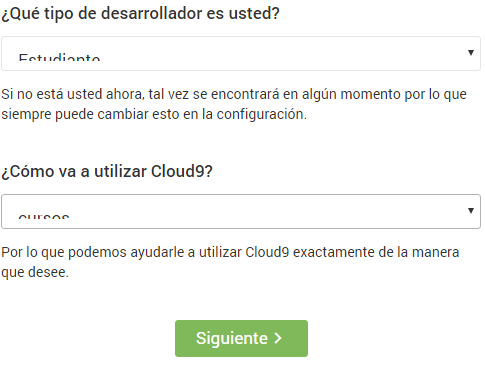 ¿Qué tipo de desarrollador es usted?
Estudiante
Si no está usted ahora, tal vez se encontrará en algún momento por lo que
siempre puede cambiar esto en la configuración.
¿Cómo va a utilizar Cloud9?
cursos
Por lo que podemos ayudarle a utilizar Cloud9 exactamente de la manera
que desee.
Siguiente